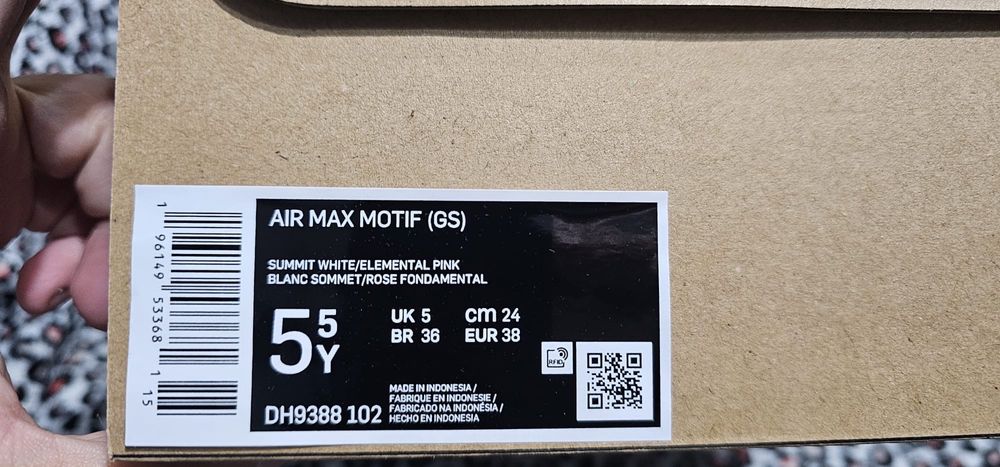 AIR MAX MOTIF (GS)
SUMMIT WHITE/ELEMENTAL PINK
BLANC SOMMET/ROSE FONDAMENTAL
5 5 Y
UK 5 cm 24
BR 36 EUR 38
RFID
MADE IN INDONESIA /
FABRIQUE EN INDONESIE /
FABRICADO NA INDONÉSIA /
HECHO EN INDONESIA
DH9388 102
1 96149 53368 1 15